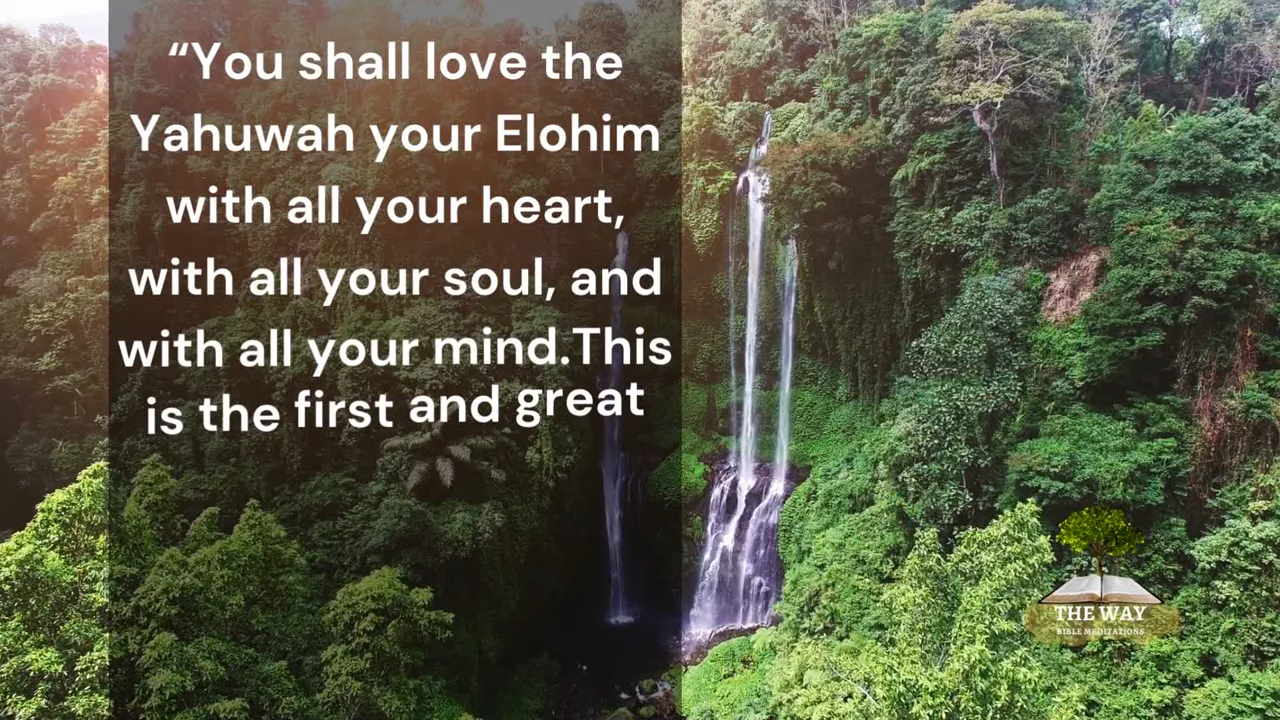 “You shall love the
Yahuwah your Elohim
with all your heart,
with all your soul, and
with all your mind.This
is the first and great
THE WAY
BIBLE MEDITATIONS